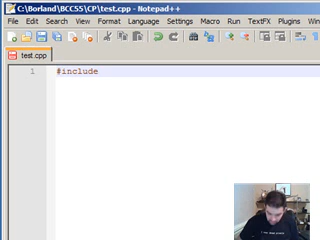 C:\Borland\BCC55\CP\test.cpp - Notepad++
File Edit Search View Format Language Settings Macro Run TextFX Plugins Win
test.cpp
1 #include